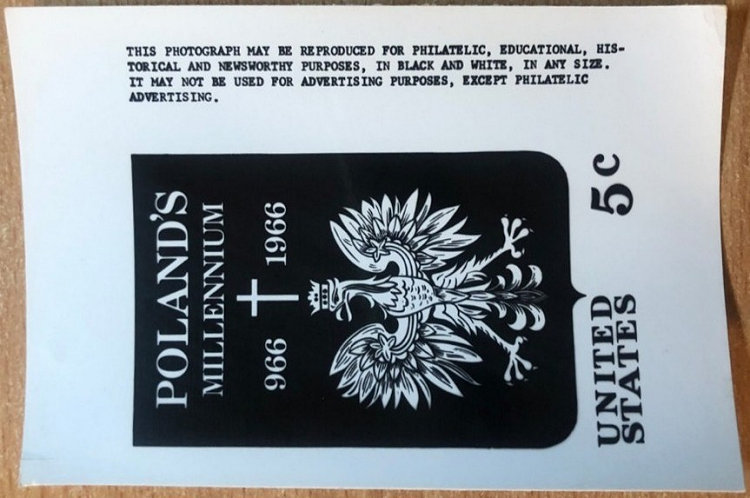 THIS PHOTOGRAPH MAY BE REPRODUCED FOR PHILATELIC, EDUCATIONAL, HIS-
TORICAL AND NEWSWORTHY PURPOSES, IN BLACK AND WHITE, IN ANY SIZE.
IT MAY NOT BE USED FOR ADVERTISING PURPOSES, EXCEPT PHILATELIC
ADVERTISING.
POLAND'S
MILLENNIUM
966 1966
UNITED 5c
STATES